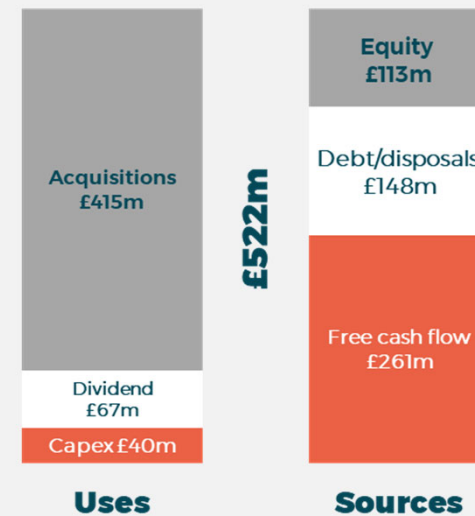 Acquisitions
£415m
Dividend
£67m
Capex £40m
Uses
£522m
Equity
£113m
Debt/disposals
£148m
Free cash flow
£261m
Sources